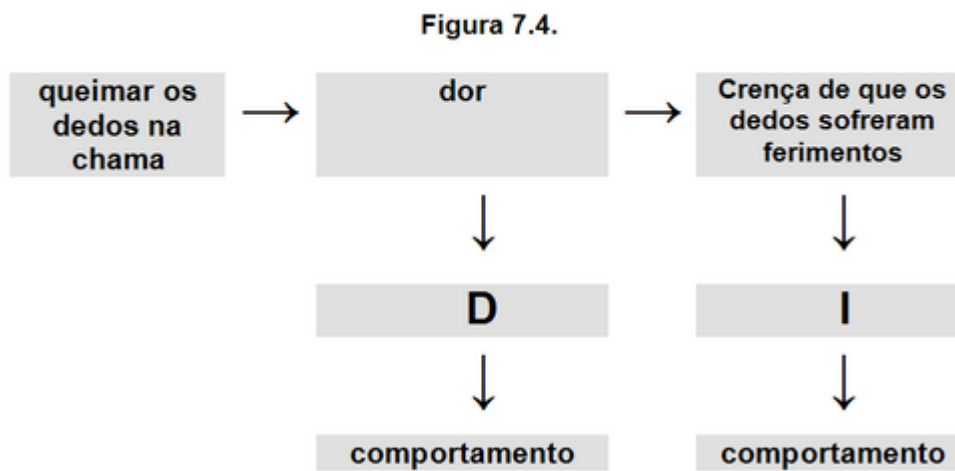 Figura 7.4.
queimar os
dedos na
chama
→
dor
→
Crença de que os
dedos sofreram
ferimentos
↓
↓
D
I
↓
↓
comportamento
comportamento